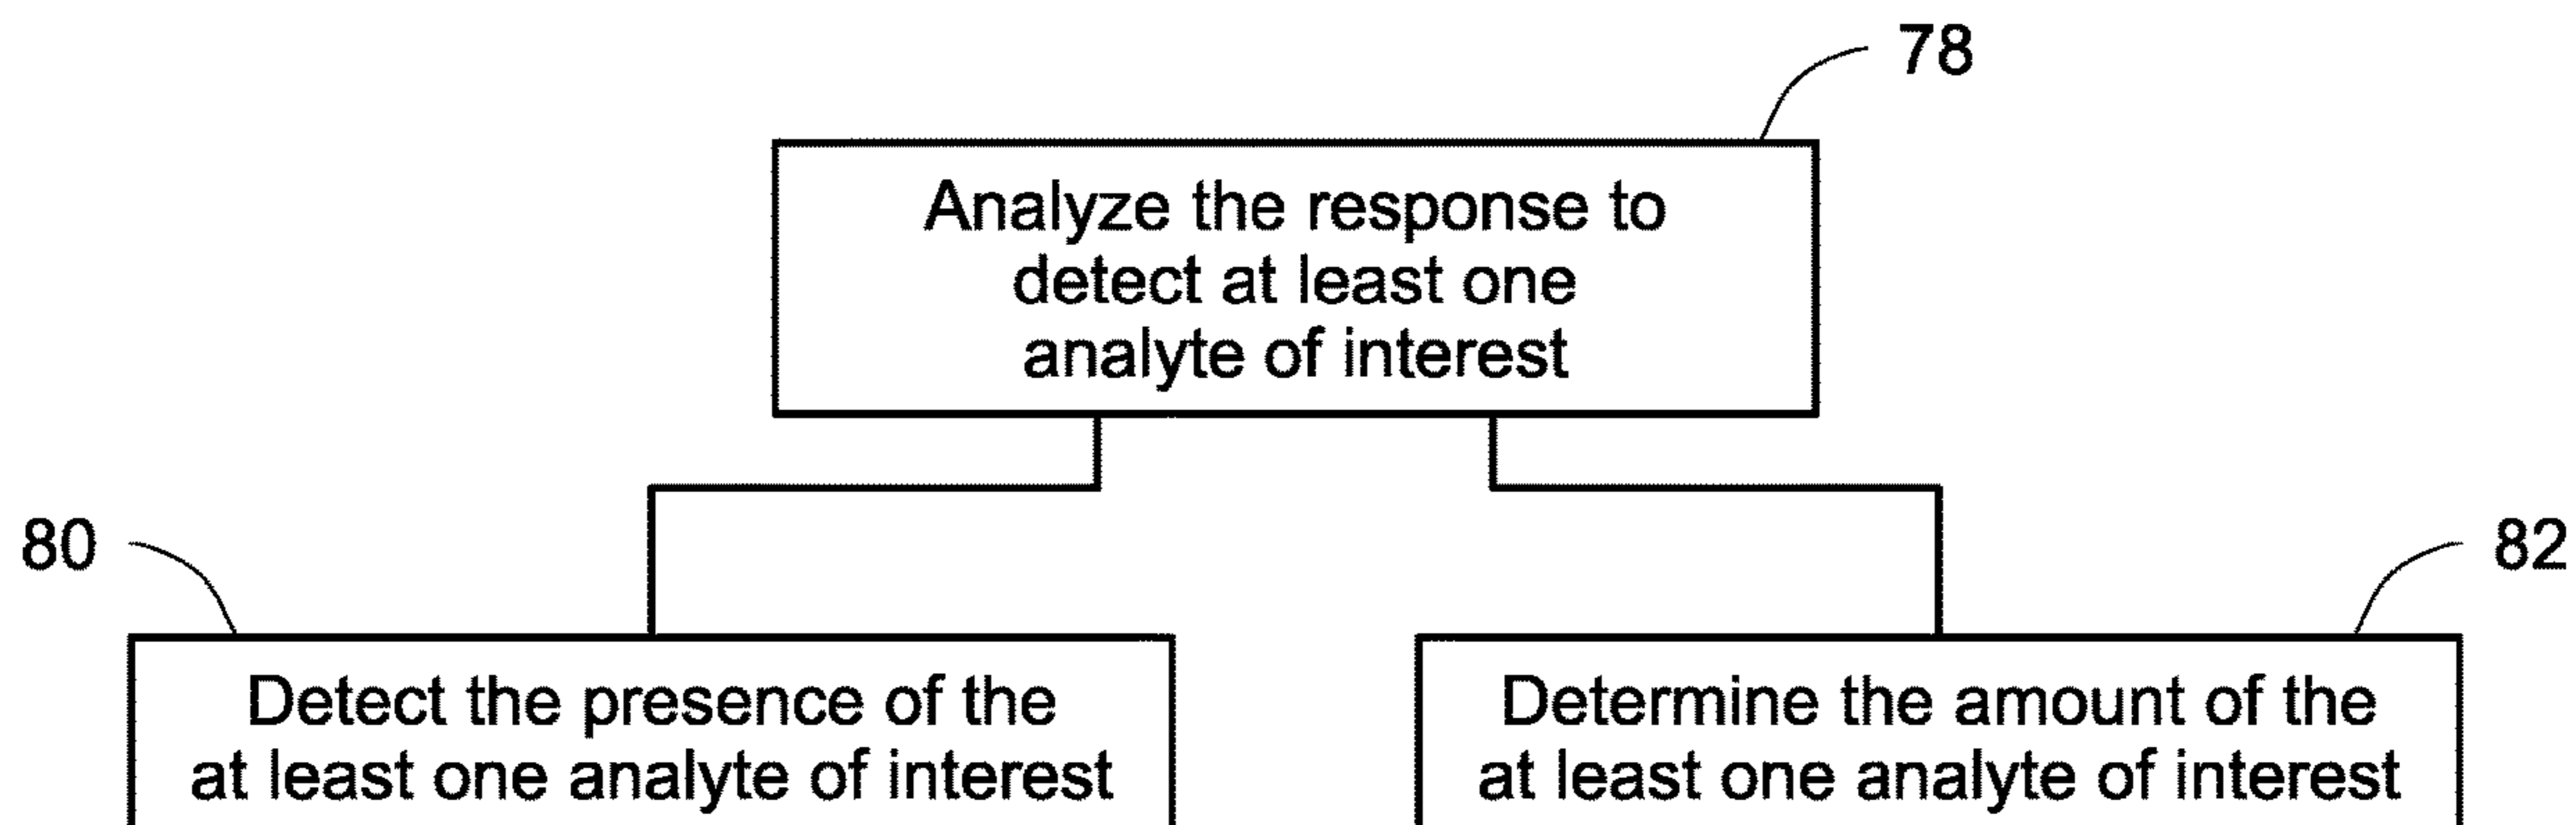 78
Analyze the response to
detect at least one
analyte of interest
80
82
Detect the presence of the
at least one analyte of interest
Determine the amount of the
at least one analyte of interest